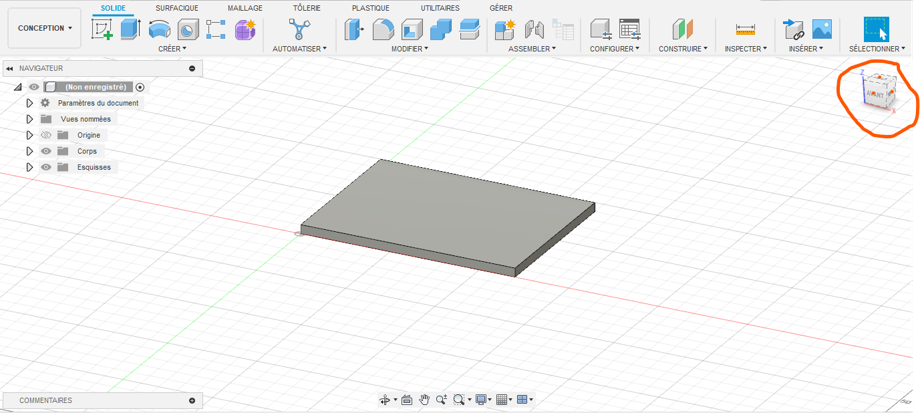 SOLIDE SURFACIQUE MAILLAGE TÔLERIE PLASTIQUE UTILITAIRES GÉRER
CONCEPTION
CRÉER AUTOMATISER MODIFIER ASSEMBLER CONFIGURER CONSTRUIRE INSPECTER INSÉRER SÉLECTIONNER
NAVIGATEUR
(Non enregistré)
Paramètres du document
Vues nommées
Origine
Corps
Esquisses
Z
AVANT
X
COMMENTAIRES